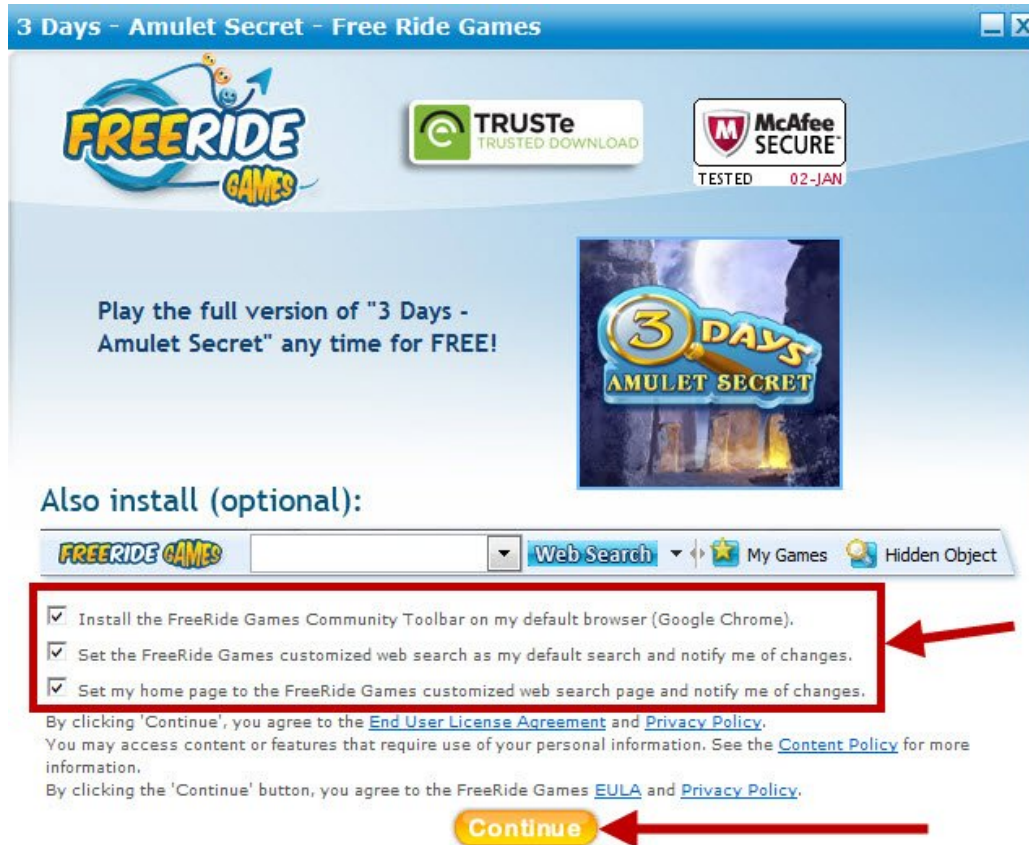 3 Days - Amulet Secret - Free Ride Games
FREERIDE
GAMES
TRUSTe
TRUSTED DOWNLOAD
McAfee
SECURE
TESTED 02-JAN
Play the full version of "3 Days -
Amulet Secret" any time for FREE!
3 DAYS
AMULET SECRET
Also install (optional):
FREERIDE GAMES Web Search My Games Hidden Object
Install the FreeRide Games Community Toolbar on my default browser (Google Chrome).
Set the FreeRide Games customized web search as my default search and notify me of changes.
Set my home page to the FreeRide Games customized web search page and notify me of changes.
By clicking 'Continue', you agree to the End User License Agreement and Privacy Policy.
You may access content or features that require use of your personal information. See the Content Policy for more
information.
By clicking the 'Continue' button, you agree to the FreeRide Games EULA and Privacy Policy.
Continue